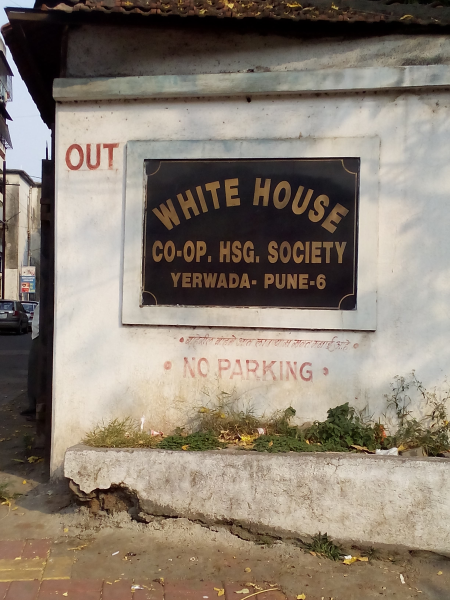 OUT
WHITE HOUSE
CO-OP. HSG. SOCIETY
YERWADA- PUNE-6
NO PARKING